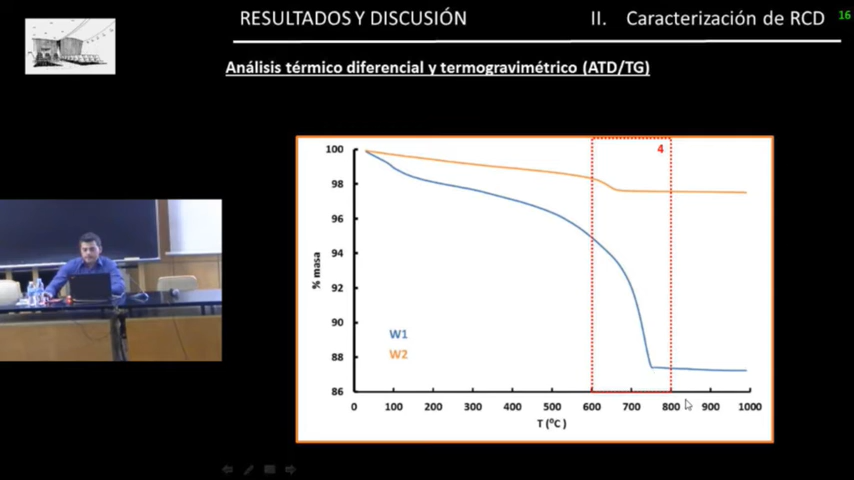 RESULTADOS Y DISCUSIÓN
II. Caracterización de RCD
16
Análisis térmico diferencial y termogravimétrico (ATD/TG)
4
100
98
96
94
92
90
88
86
% masa
W1
W2
0 100 200 300 400 500 600 700 800 900 1000
T (ºC )